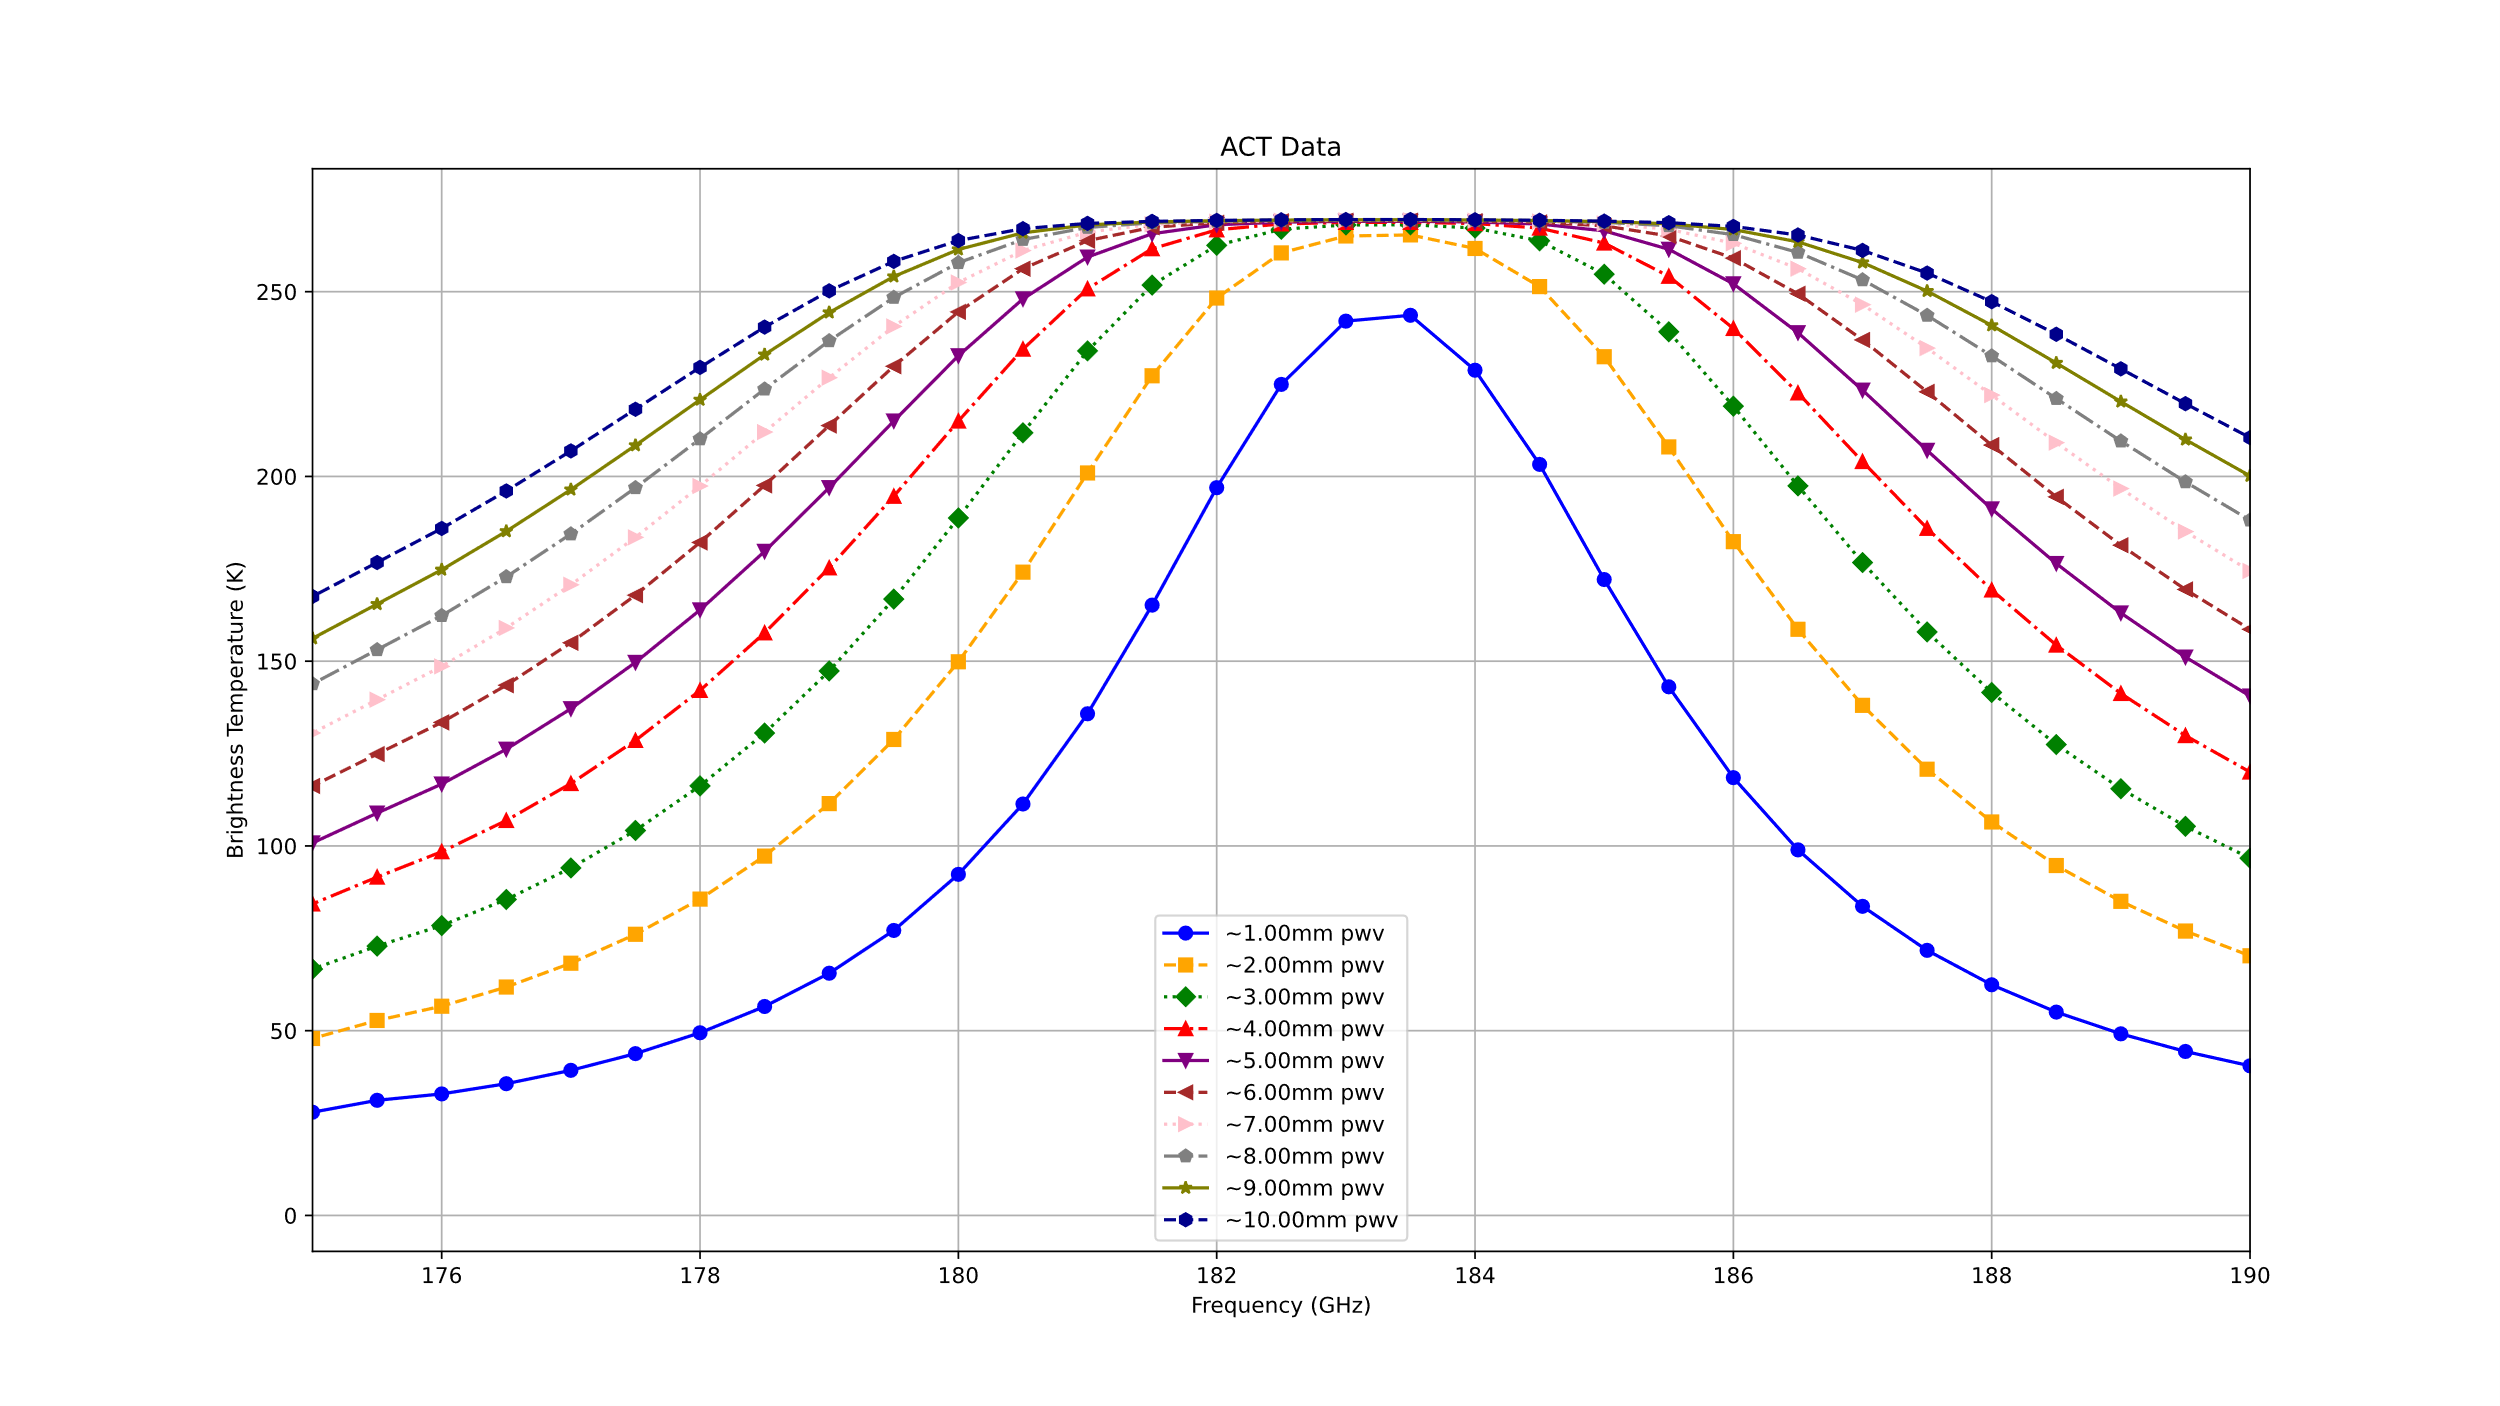 ACT Data
Brightness Temperature (K)
250
200
150
100
50
0
176 178 180 182 184 186 188 190
Frequency (GHz)
~1.00mm pwv
~2.00mm pwv
~3.00mm pwv
~4.00mm pwv
~5.00mm pwv
~6.00mm pwv
~7.00mm pwv
~8.00mm pwv
~9.00mm pwv
~10.00mm pwv